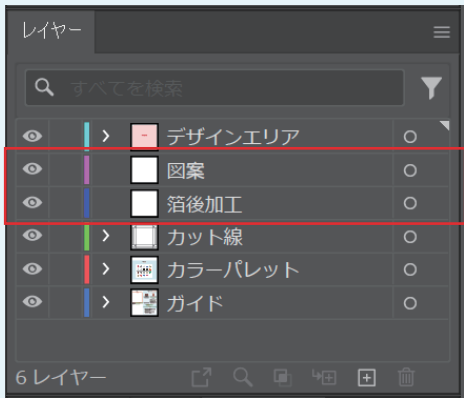 レイヤー
すべてを検索
デザインエリア
図案
箔後加工
カット線
カラーパレット
ガイド
6 レイヤー